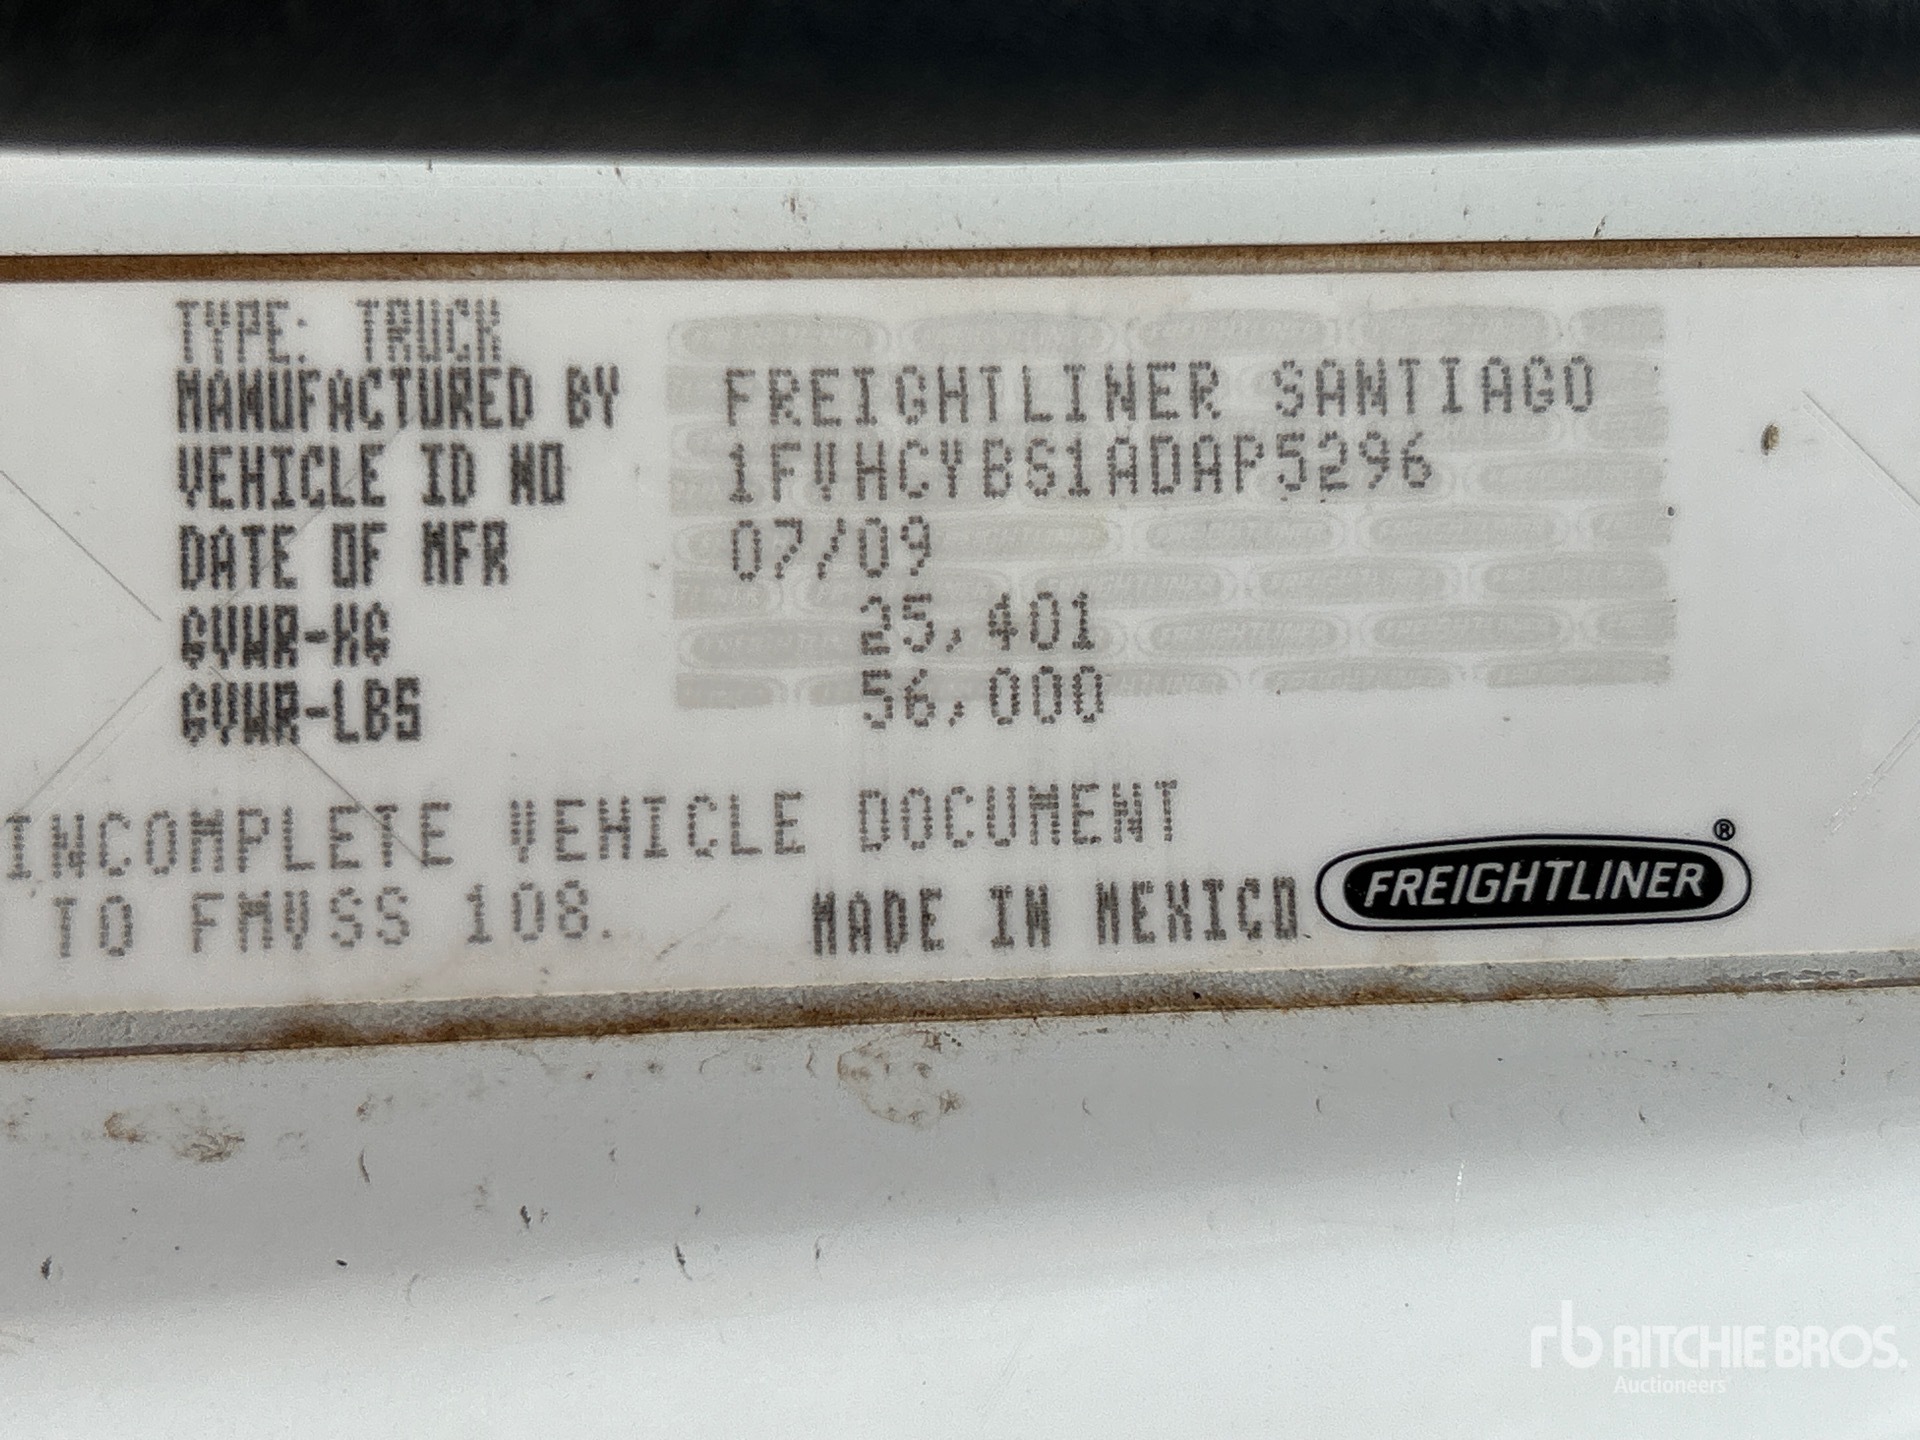 TYPE: TRUCK
MANUFACTURED BY FREIGHTLINER SANTIAGO
VEHICLE ID NO 1FVHCYBS1ADAP5296
DATE OF MFR 07/09
GVWR-KG 25,401
GVWR-LBS 56,000
INCOMPLETE VEHICLE DOCUMENT
TO FMVSS 108.
MADE IN MEXICO FREIGHTLINER®
rb RITCHIE BROS.
Auctioneers